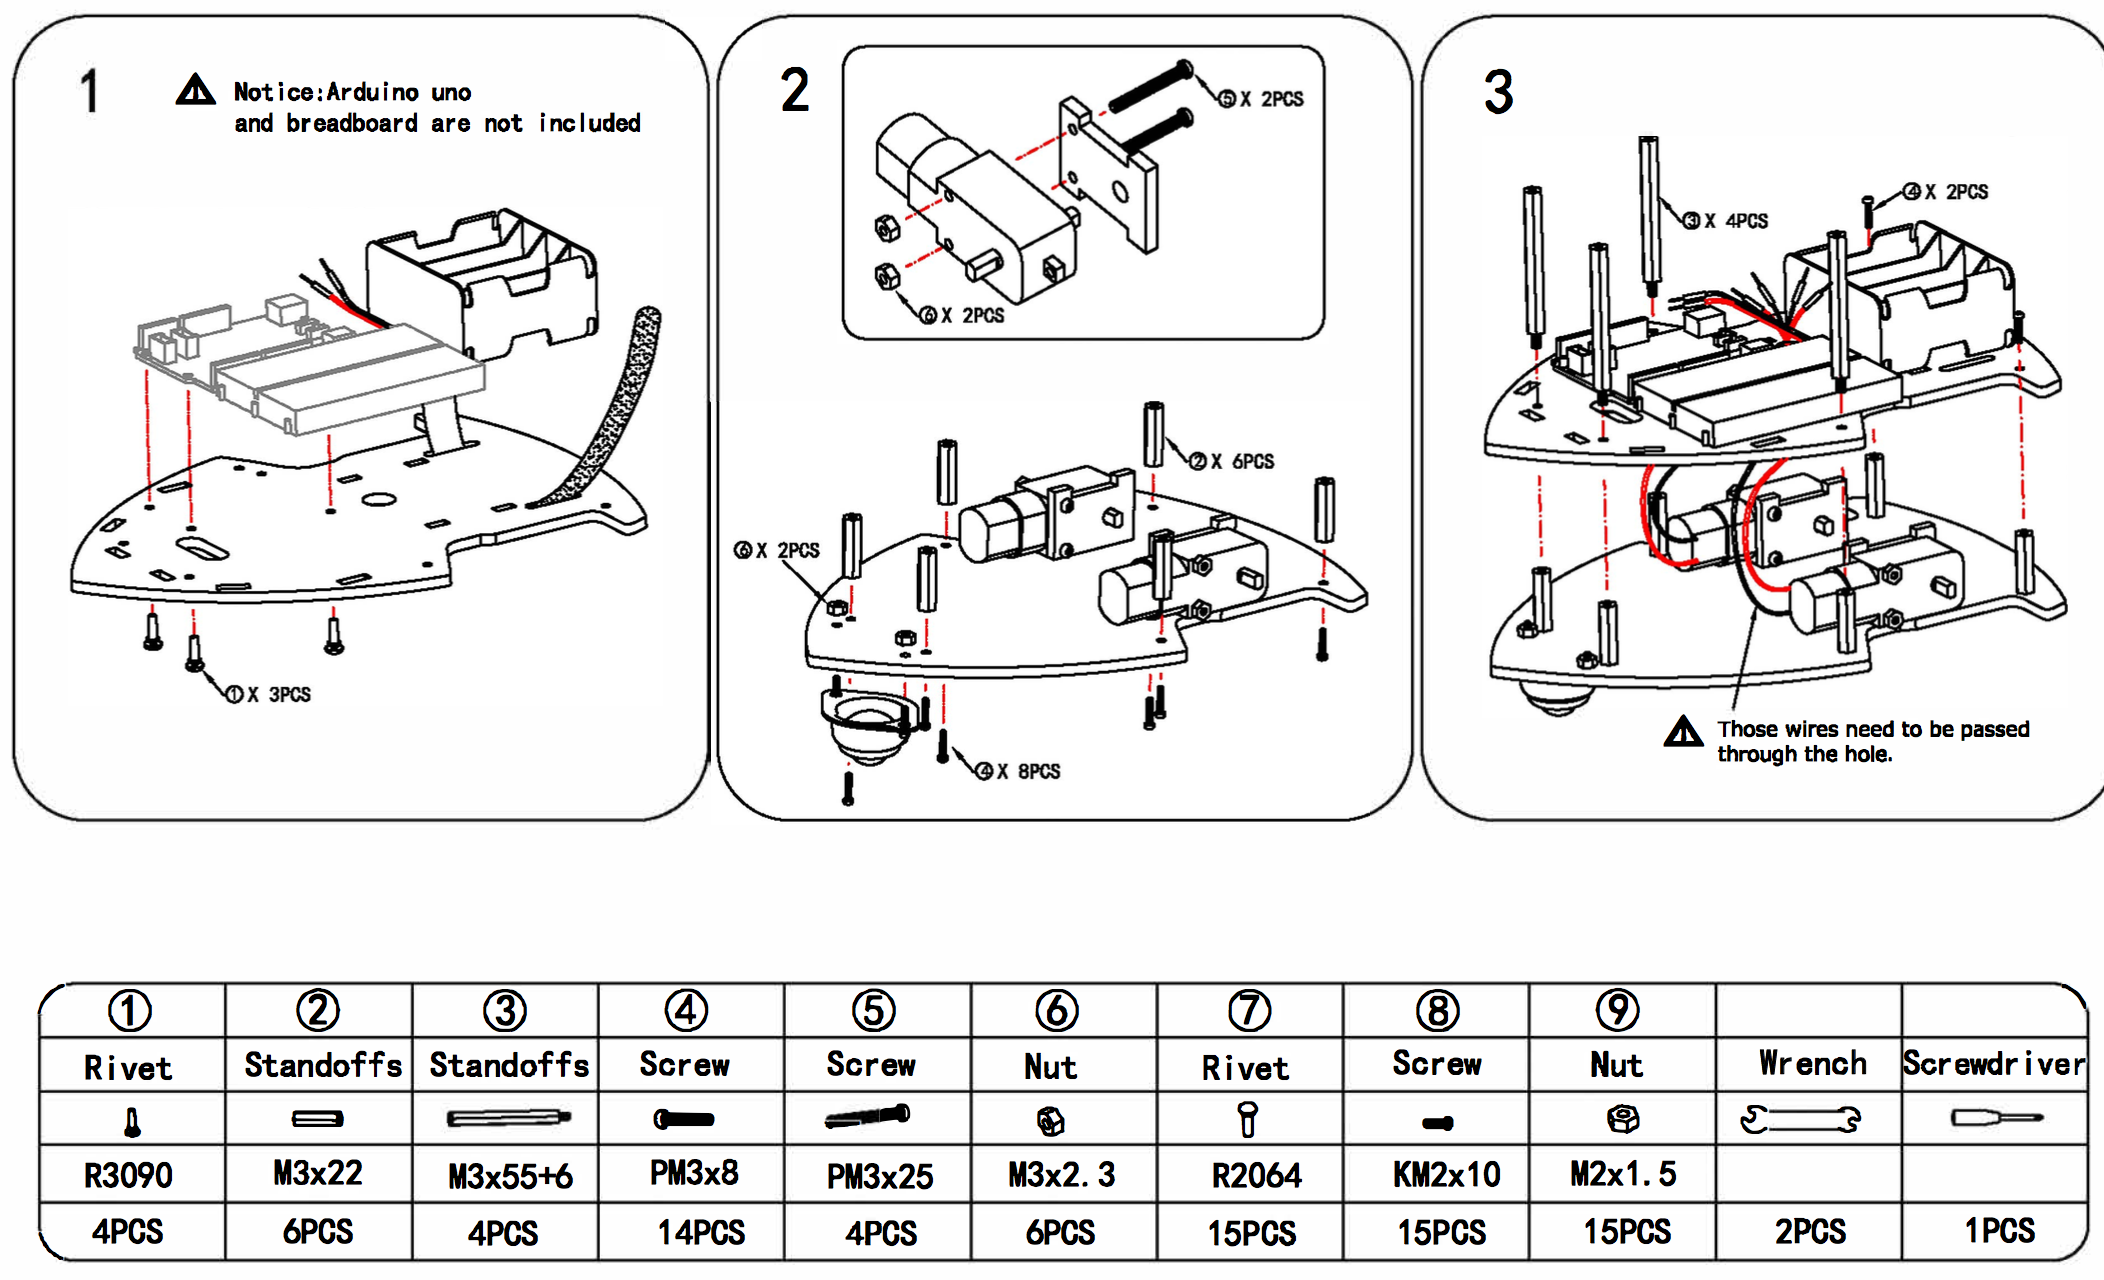 1
Notice:Arduino uno
and breadboard are not included
①X 3PCS
2
⑤X 2PCS
⑥X 2PCS
②X 6PCS
⑥X 2PCS
④X 8PCS
3
④X 2PCS
③X 4PCS
Those wires need to be passed
through the hole.
① ② ③ ④ ⑤ ⑥ ⑦ ⑧ ⑨
Rivet Standoffs Standoffs Screw Screw Nut Rivet Screw Nut Wrench Screwdriver
R3090 M3x22 M3x55+6 PM3x8 PM3x25 M3x2.3 R2064 KM2x10 M2x1.5
4PCS 6PCS 4PCS 14PCS 4PCS 6PCS 15PCS 15PCS 15PCS 2PCS 1PCS